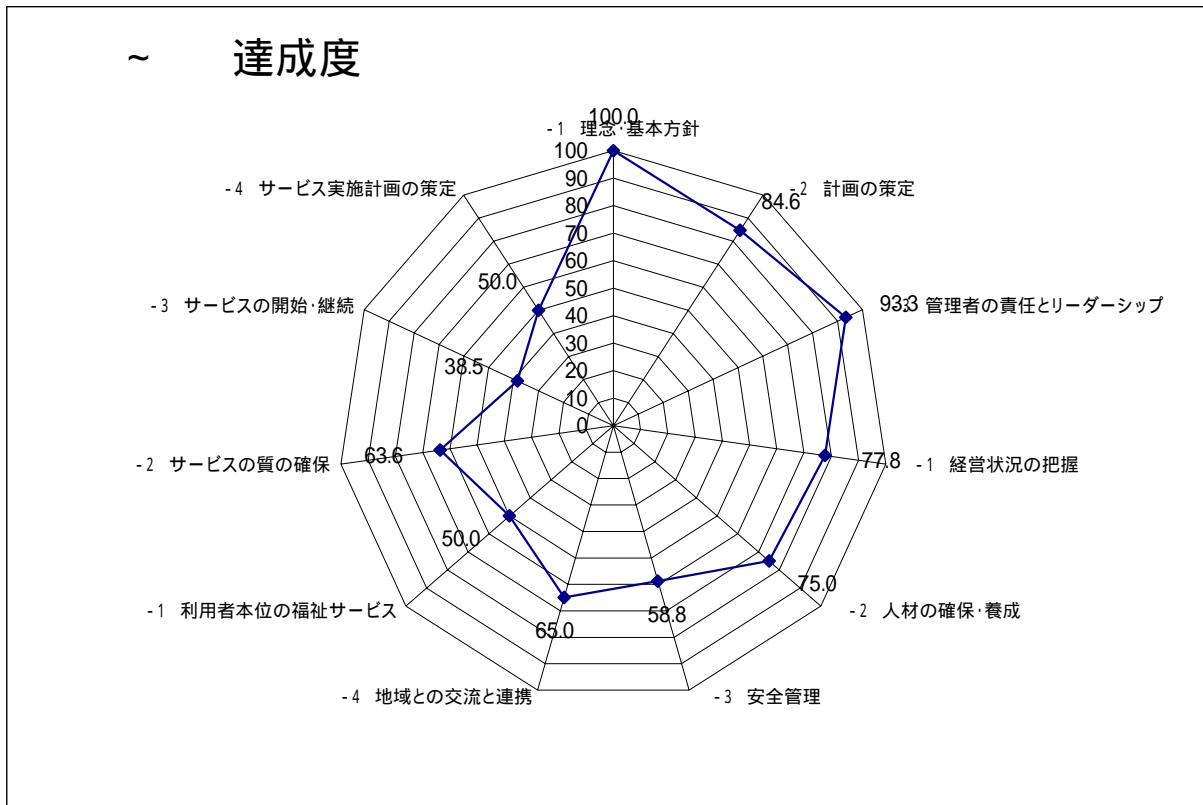 ~ 達成度
-1 理念・基本方針
100.0
-2 計画の策定
84.6
-3 管理者の責任とリーダーシップ
93.3
-1 経営状況の把握
77.8
-2 人材の確保・養成
75.0
-3 安全管理
58.8
-4 地域との交流と連携
65.0
-1 利用者本位の福祉サービス
50.0
-2 サービスの質の確保
63.6
-3 サービスの開始・継続
38.5
-4 サービス実施計画の策定
50.0
100
90
80
70
60
50
40
30
20
10
0